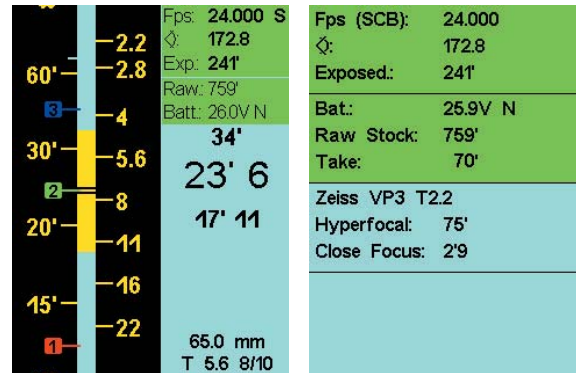 Fps: 24.000 S
172.8
Exp: 241'
Raw.: 759'
Batt.: 26.0V N
34'
23' 6
17' 11
65.0 mm
T 5.6 8/10
60'
30'
20'
15'
3
2
1
2.2
2.8
4
5.6
8
11
16
22
Fps (SCB): 24.000
172.8
Exposed.: 241'
Bat.: 25.9V N
Raw Stock: 759'
Take: 70'
Zeiss VP3 T2.2
Hyperfocal: 75'
Close Focus: 2'9